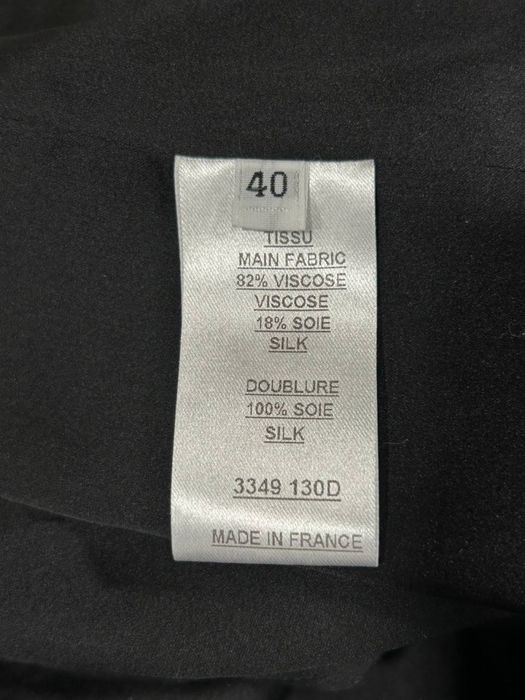 40
TISSU
MAIN FABRIC
82% VISCOSE
VISCOSE
18% SOIE
SILK
DOUBLURE
100% SOIE
SILK
3349 130D
MADE IN FRANCE